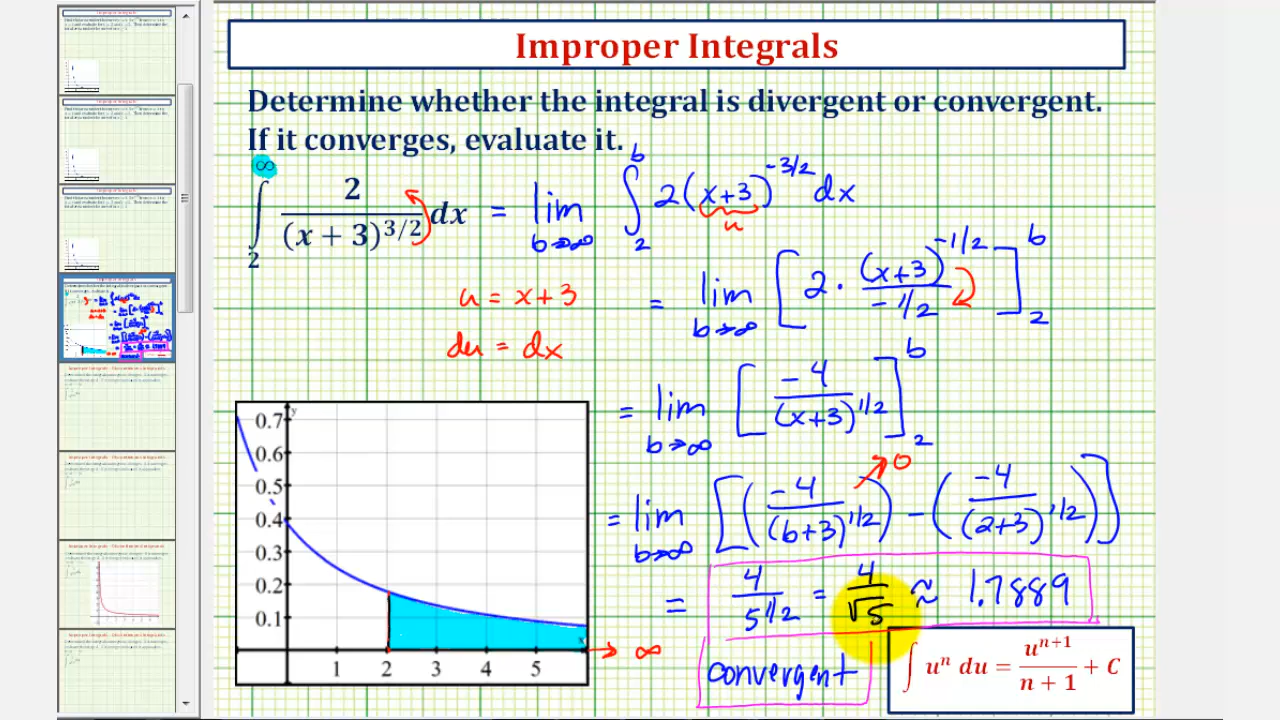 Improper Integrals
Determine whether the integral is divergent or convergent.
If it converges, evaluate it.
∫₂^∞ 2/(x + 3)^{3/2} dx = lim_{b→∞} ∫₂^b 2(x+3)^{-3/2} dx
u
u = x+3
du = dx
= lim_{b→∞} [2 · (x+3)^{-1/2}/(-1/2)]₂^b
= lim_{b→∞} [-4/(x+3)^{1/2}]₂^b
0
= lim_{b→∞} [(-4/(b+3)^{1/2}) - (-4/(2+3)^{1/2})]
= 4/5^{1/2} = 4/√5 ≈ 1.7889
convergent
∫ uⁿ du = u^{n+1}/(n + 1) + C
y
0.7
0.6
0.5
0.4
0.3
0.2
0.1
1 2 3 4 5 x
→ ∞